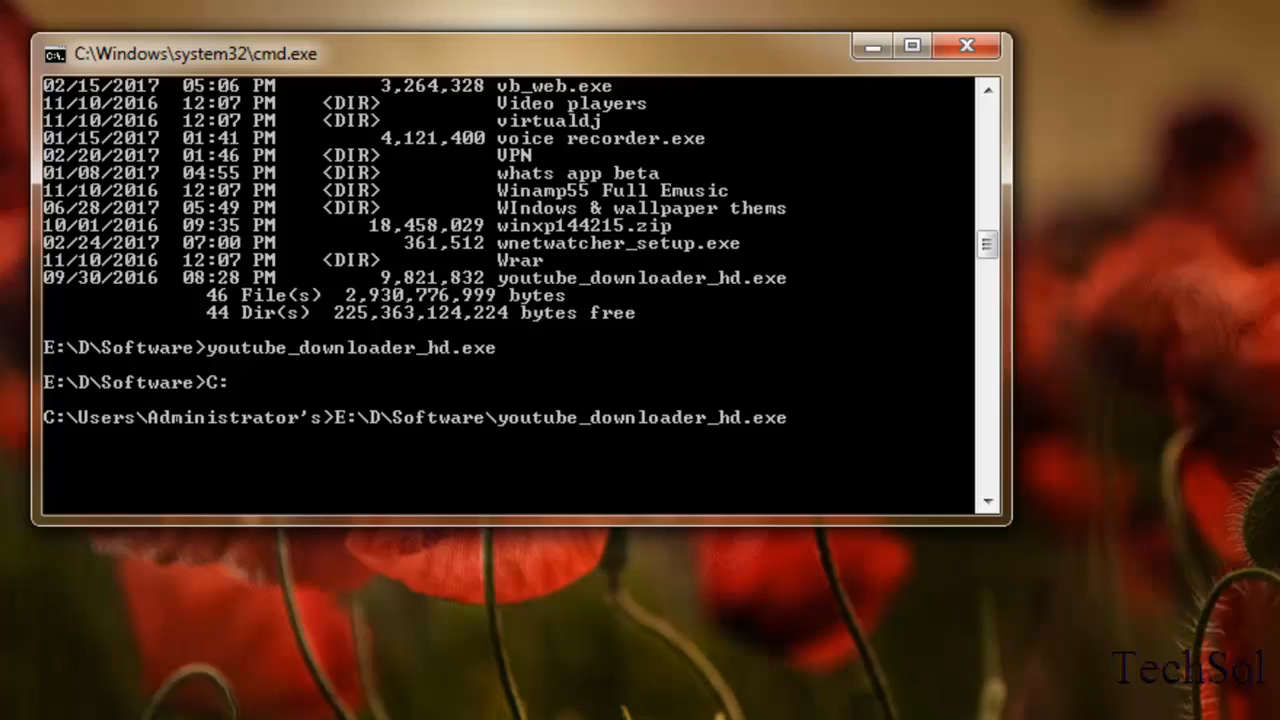 C:\Windows\system32\cmd.exe
02/15/2017 05:06 PM 3,264,328 vb_web.exe
11/10/2016 12:07 PM <DIR> Video players
11/10/2016 12:07 PM <DIR> virtualdj
01/15/2017 01:41 PM 4,121,400 voice recorder.exe
02/20/2017 01:46 PM <DIR> VPN
01/08/2017 04:55 PM <DIR> whats app beta
11/10/2016 12:07 PM <DIR> Winamp55 Full Emusic
06/28/2017 05:49 PM <DIR> WIndows & wallpaper thems
10/01/2016 09:35 PM 18,458,029 winxp144215.zip
02/24/2017 07:00 PM 361,512 wnetwatcher_setup.exe
11/10/2016 12:07 PM <DIR> Wrar
09/30/2016 08:28 PM 9,821,832 youtube_downloader_hd.exe
46 File(s) 2,930,776,999 bytes
44 Dir(s) 225,363,124,224 bytes free
E:\D\Software>youtube_downloader_hd.exe
E:\D\Software>C:
C:\Users\Administrator's>E:\D\Software\youtube_downloader_hd.exe
TechSol